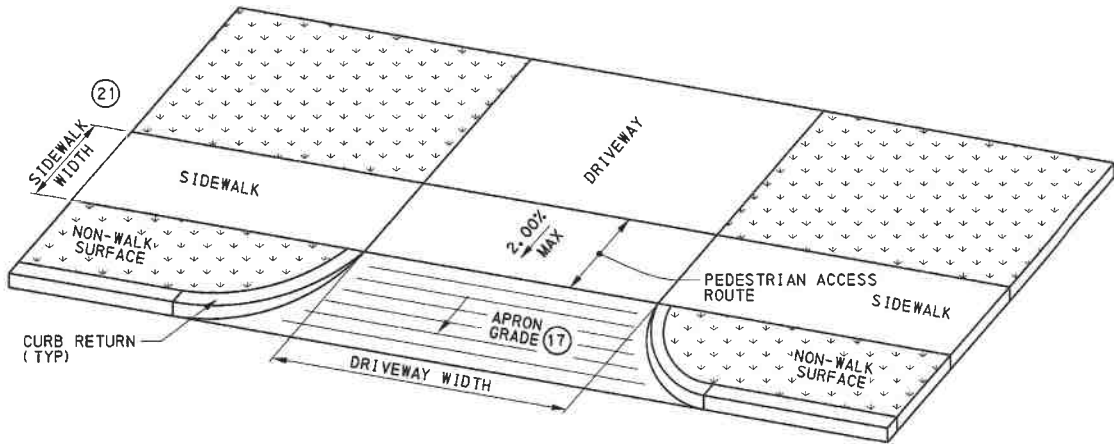 21
SIDEWALK
WIDTH
SIDEWALK
DRIVEWAY
NON-WALK
SURFACE
2.00%
MAX
PEDESTRIAN ACCESS
ROUTE
SIDEWALK
CURB RETURN
(TYP)
APRON
GRADE 17
DRIVEWAY WIDTH
NON-WALK
SURFACE